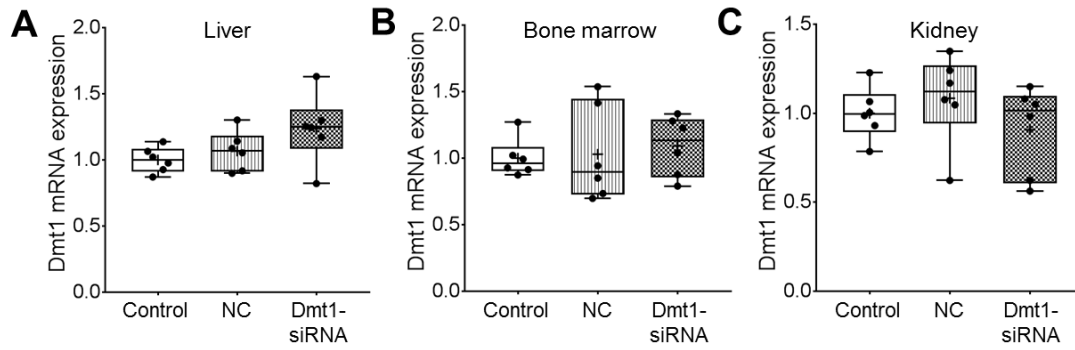 A
Liver
Dmt1 mRNA expression
2.0
1.5
1.0
0.5
0.0
Control
NC
Dmt1-
siRNA
B
Bone marrow
Dmt1 mRNA expression
2.0
1.5
1.0
0.5
0.0
Control
NC
Dmt1-
siRNA
C
Kidney
Dmt1 mRNA expression
1.5
1.0
0.5
0.0
Control
NC
Dmt1-
siRNA